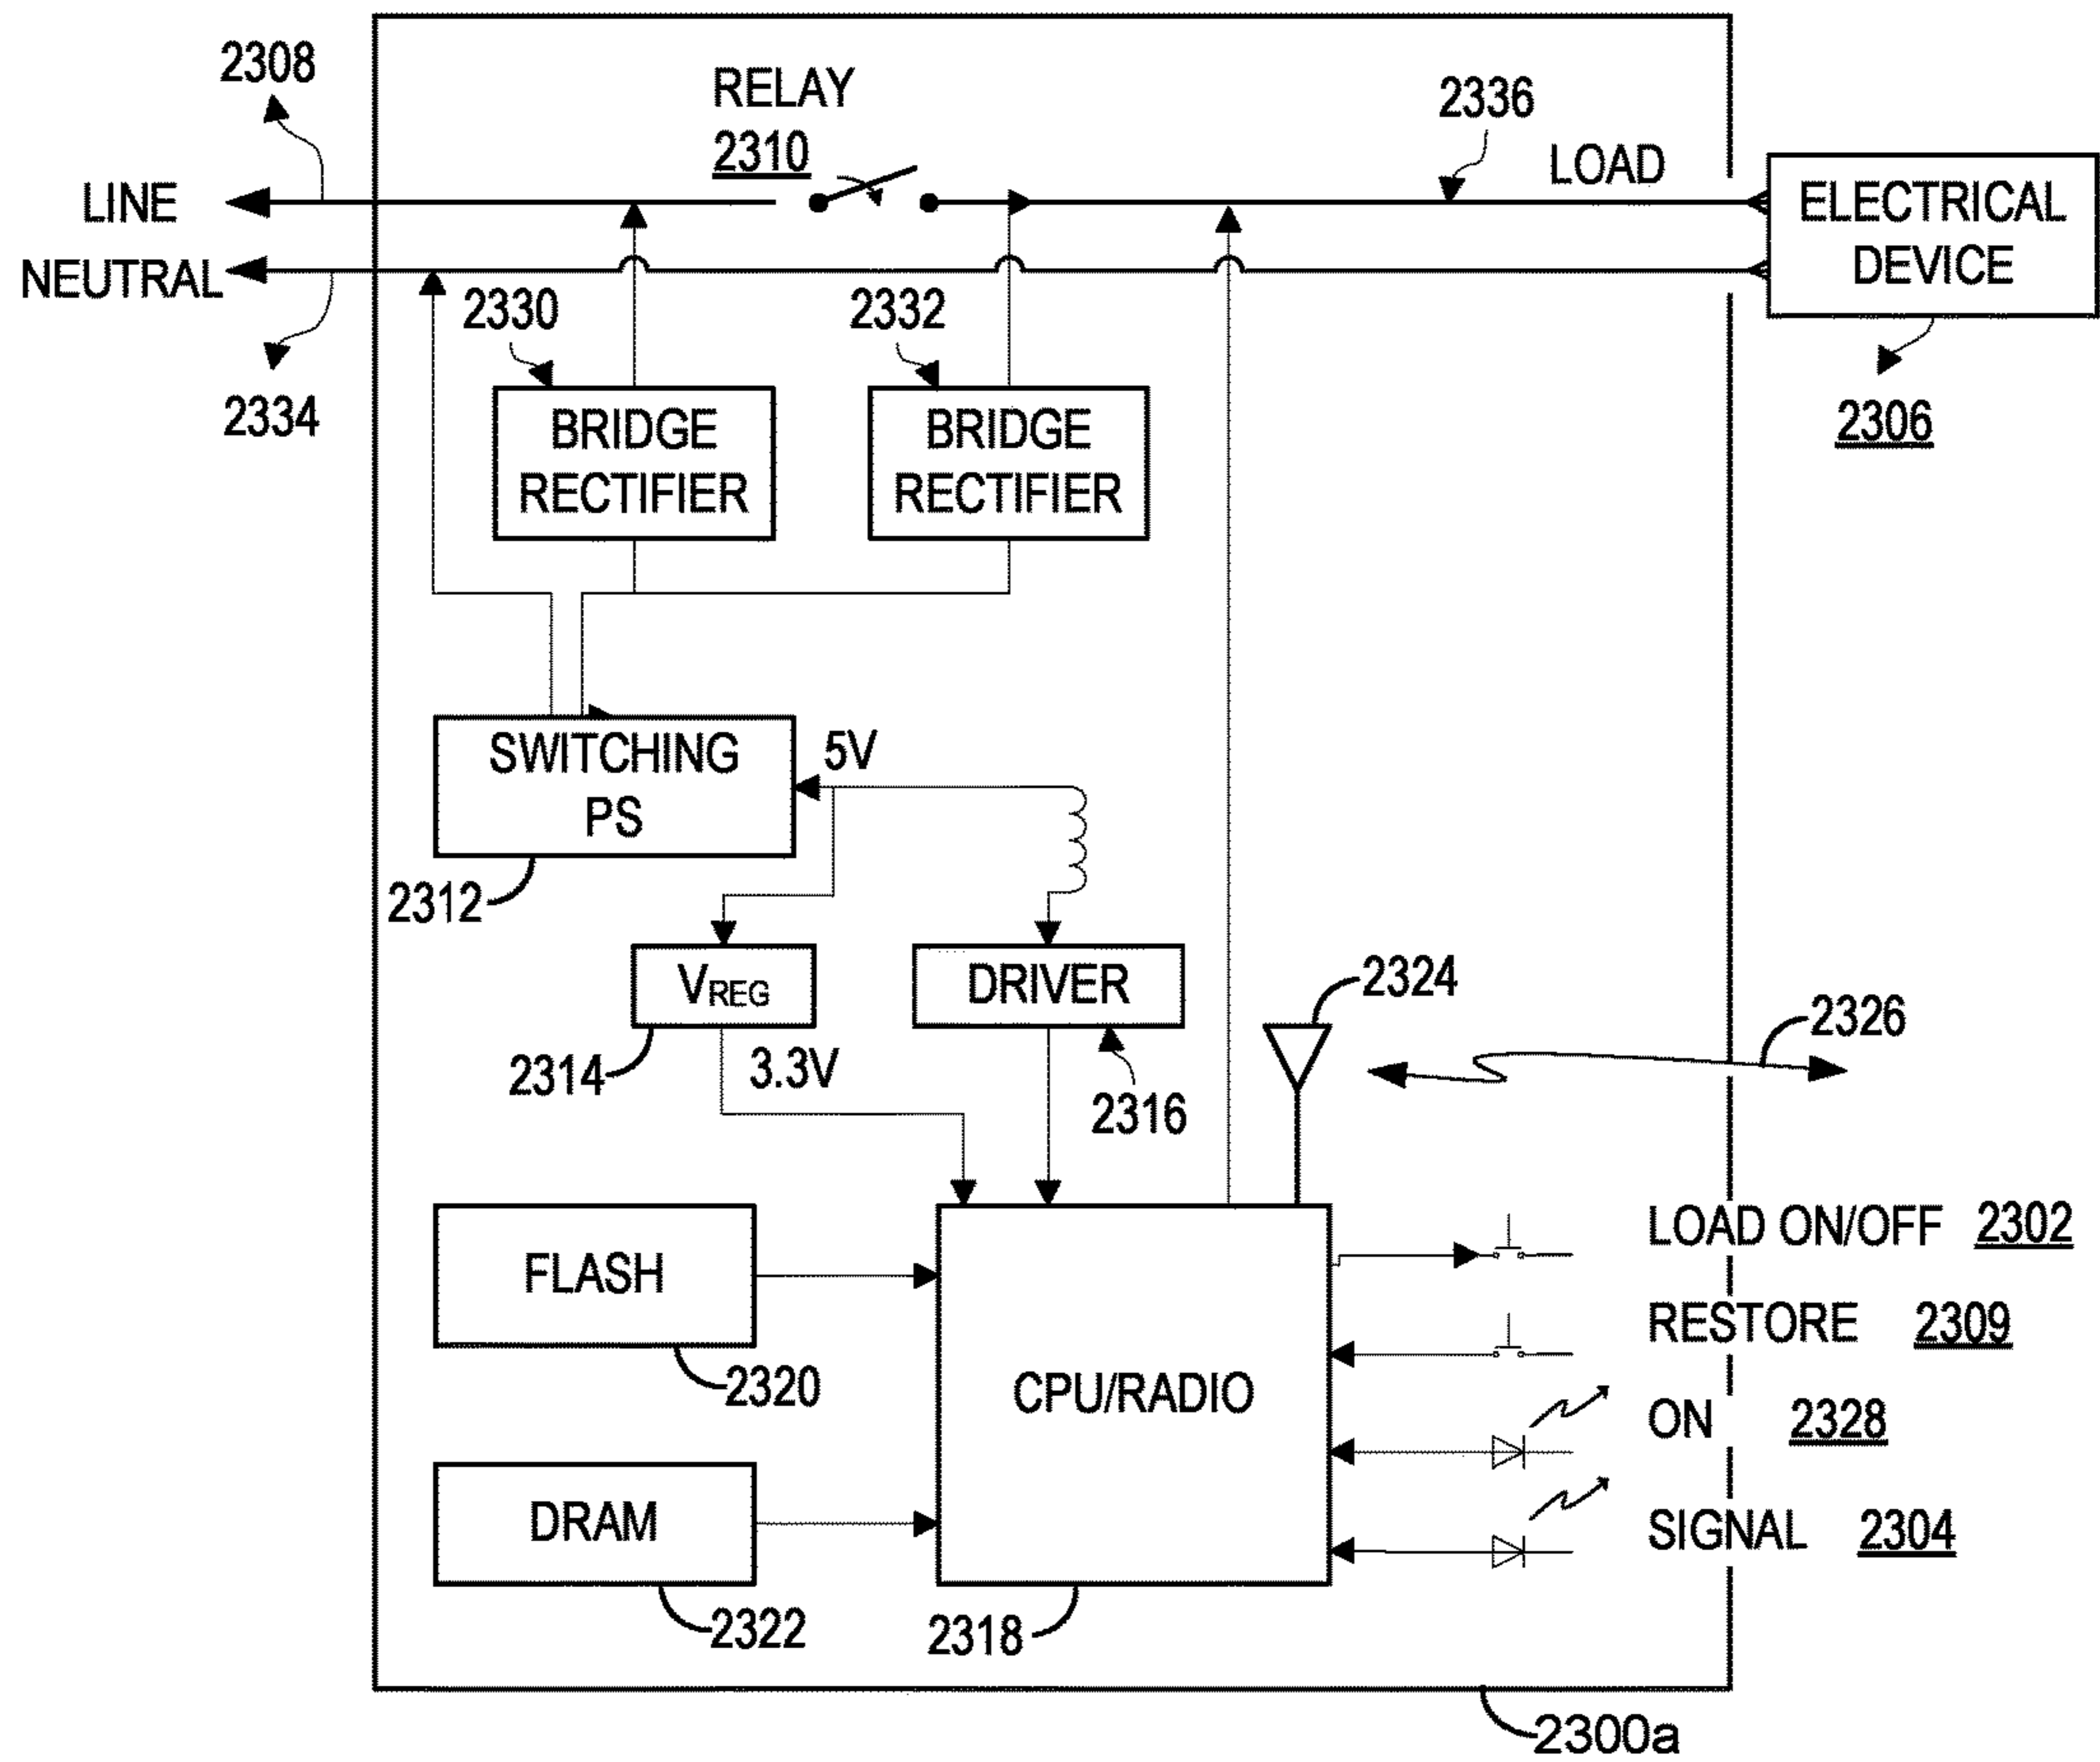 2308
RELAY
2310
2336
LOAD
LINE
NEUTRAL
ELECTRICAL
DEVICE
2330
2332
2334
2306
BRIDGE
RECTIFIER
BRIDGE
RECTIFIER
SWITCHING
PS
5V
2312
VREG
DRIVER
2324
2326
2314
3.3V
2316
LOAD ON/OFF 2302
FLASH
RESTORE 2309
2320
CPU/RADIO
ON 2328
DRAM
SIGNAL 2304
2322
2318
2300a